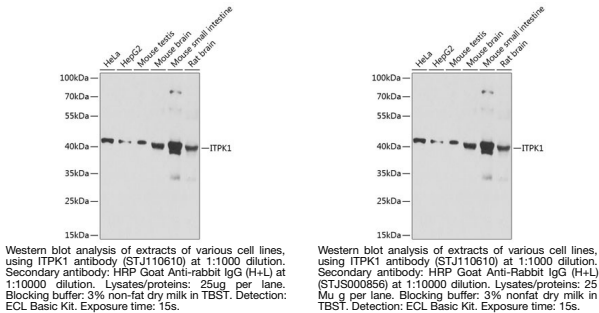 HeLa
HepG2
Mouse testis
Mouse brain
Mouse small intestine
Rat brain
100kDa
70kDa
55kDa
40kDa
35kDa
25kDa
15kDa
ITPK1
Western blot analysis of extracts of various cell lines,
using ITPK1 antibody (STJ110610) at 1:1000 dilution.
Secondary antibody: HRP Goat Anti-rabbit IgG (H+L) at
1:10000 dilution. Lysates/proteins: 25ug per lane.
Blocking buffer: 3% non-fat dry milk in TBST. Detection:
ECL Basic Kit. Exposure time: 15s.
HeLa
HepG2
Mouse testis
Mouse brain
Mouse small intestine
Rat brain
100kDa
70kDa
55kDa
40kDa
35kDa
25kDa
15kDa
ITPK1
Western blot analysis of extracts of various cell lines,
using ITPK1 antibody (STJ110610) at 1:1000 dilution.
Secondary antibody: HRP Goat Anti-Rabbit IgG (H+L)
(STJS000856) at 1:10000 dilution. Lysates/proteins: 25
Mu g per lane. Blocking buffer: 3% nonfat dry milk in
TBST. Detection: ECL Basic Kit. Exposure time: 15s.